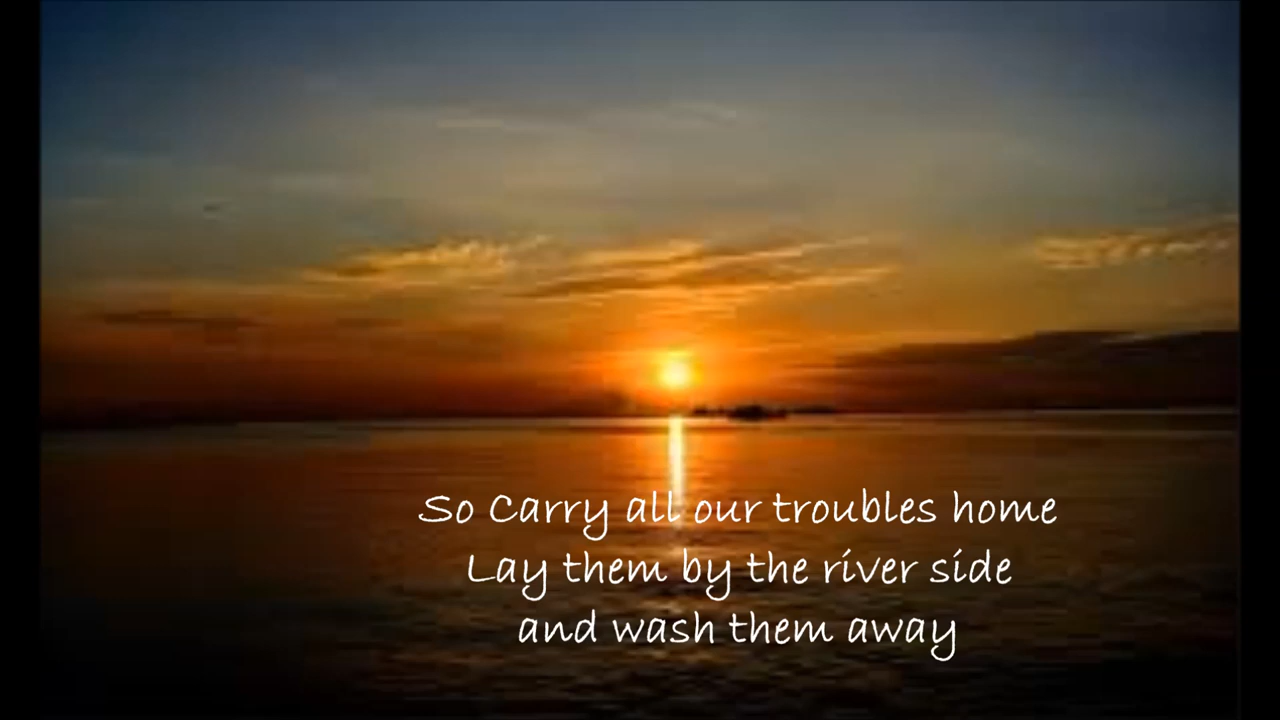 So Carry all our troubles home
Lay them by the river side
and wash them away